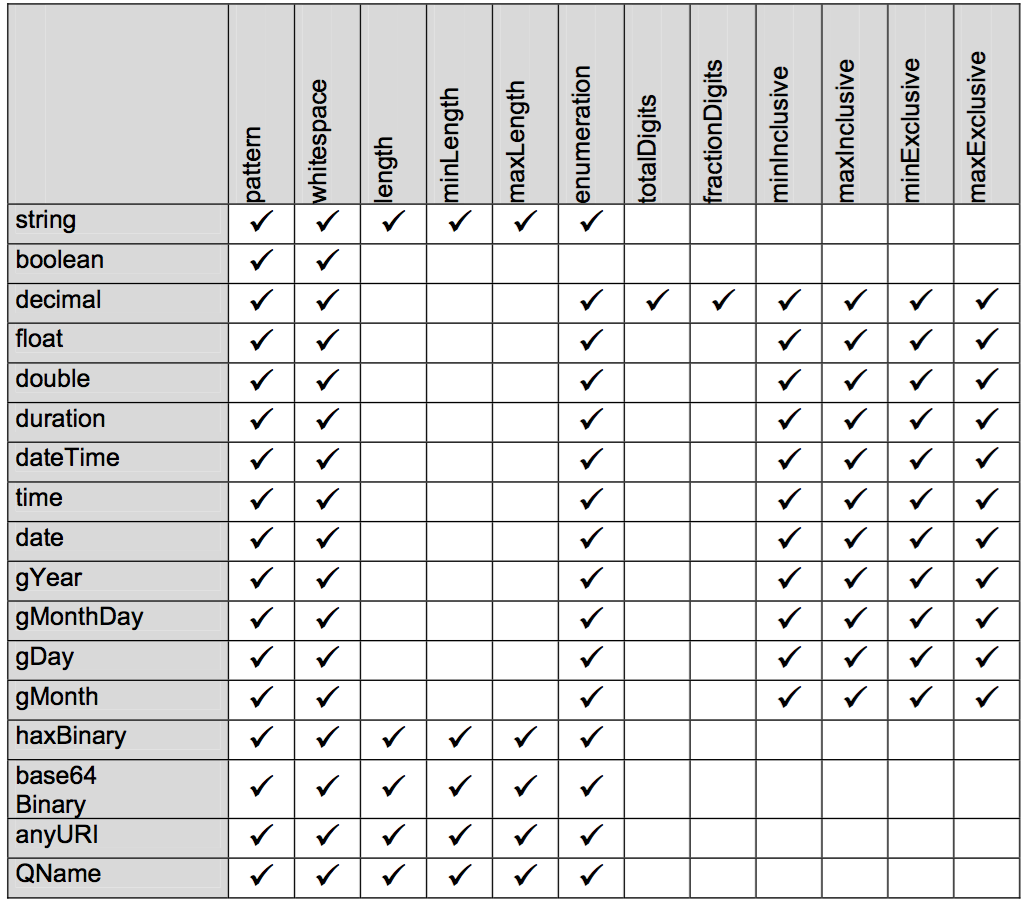 pattern whitespace length minLength maxLength enumeration totalDigits fractionDigits minInclusive maxInclusive minExclusive maxExclusive
string ✓ ✓ ✓ ✓ ✓ ✓
boolean ✓ ✓
decimal ✓ ✓ ✓ ✓ ✓ ✓ ✓ ✓ ✓
float ✓ ✓ ✓ ✓ ✓ ✓ ✓
double ✓ ✓ ✓ ✓ ✓ ✓ ✓
duration ✓ ✓ ✓ ✓ ✓ ✓ ✓
dateTime ✓ ✓ ✓ ✓ ✓ ✓ ✓
time ✓ ✓ ✓ ✓ ✓ ✓ ✓
date ✓ ✓ ✓ ✓ ✓ ✓ ✓
gYear ✓ ✓ ✓ ✓ ✓ ✓ ✓
gMonthDay ✓ ✓ ✓ ✓ ✓ ✓ ✓
gDay ✓ ✓ ✓ ✓ ✓ ✓ ✓
gMonth ✓ ✓ ✓ ✓ ✓ ✓ ✓
haxBinary ✓ ✓ ✓ ✓ ✓ ✓
base64
Binary ✓ ✓ ✓ ✓ ✓ ✓
anyURI ✓ ✓ ✓ ✓ ✓ ✓
QName ✓ ✓ ✓ ✓ ✓ ✓